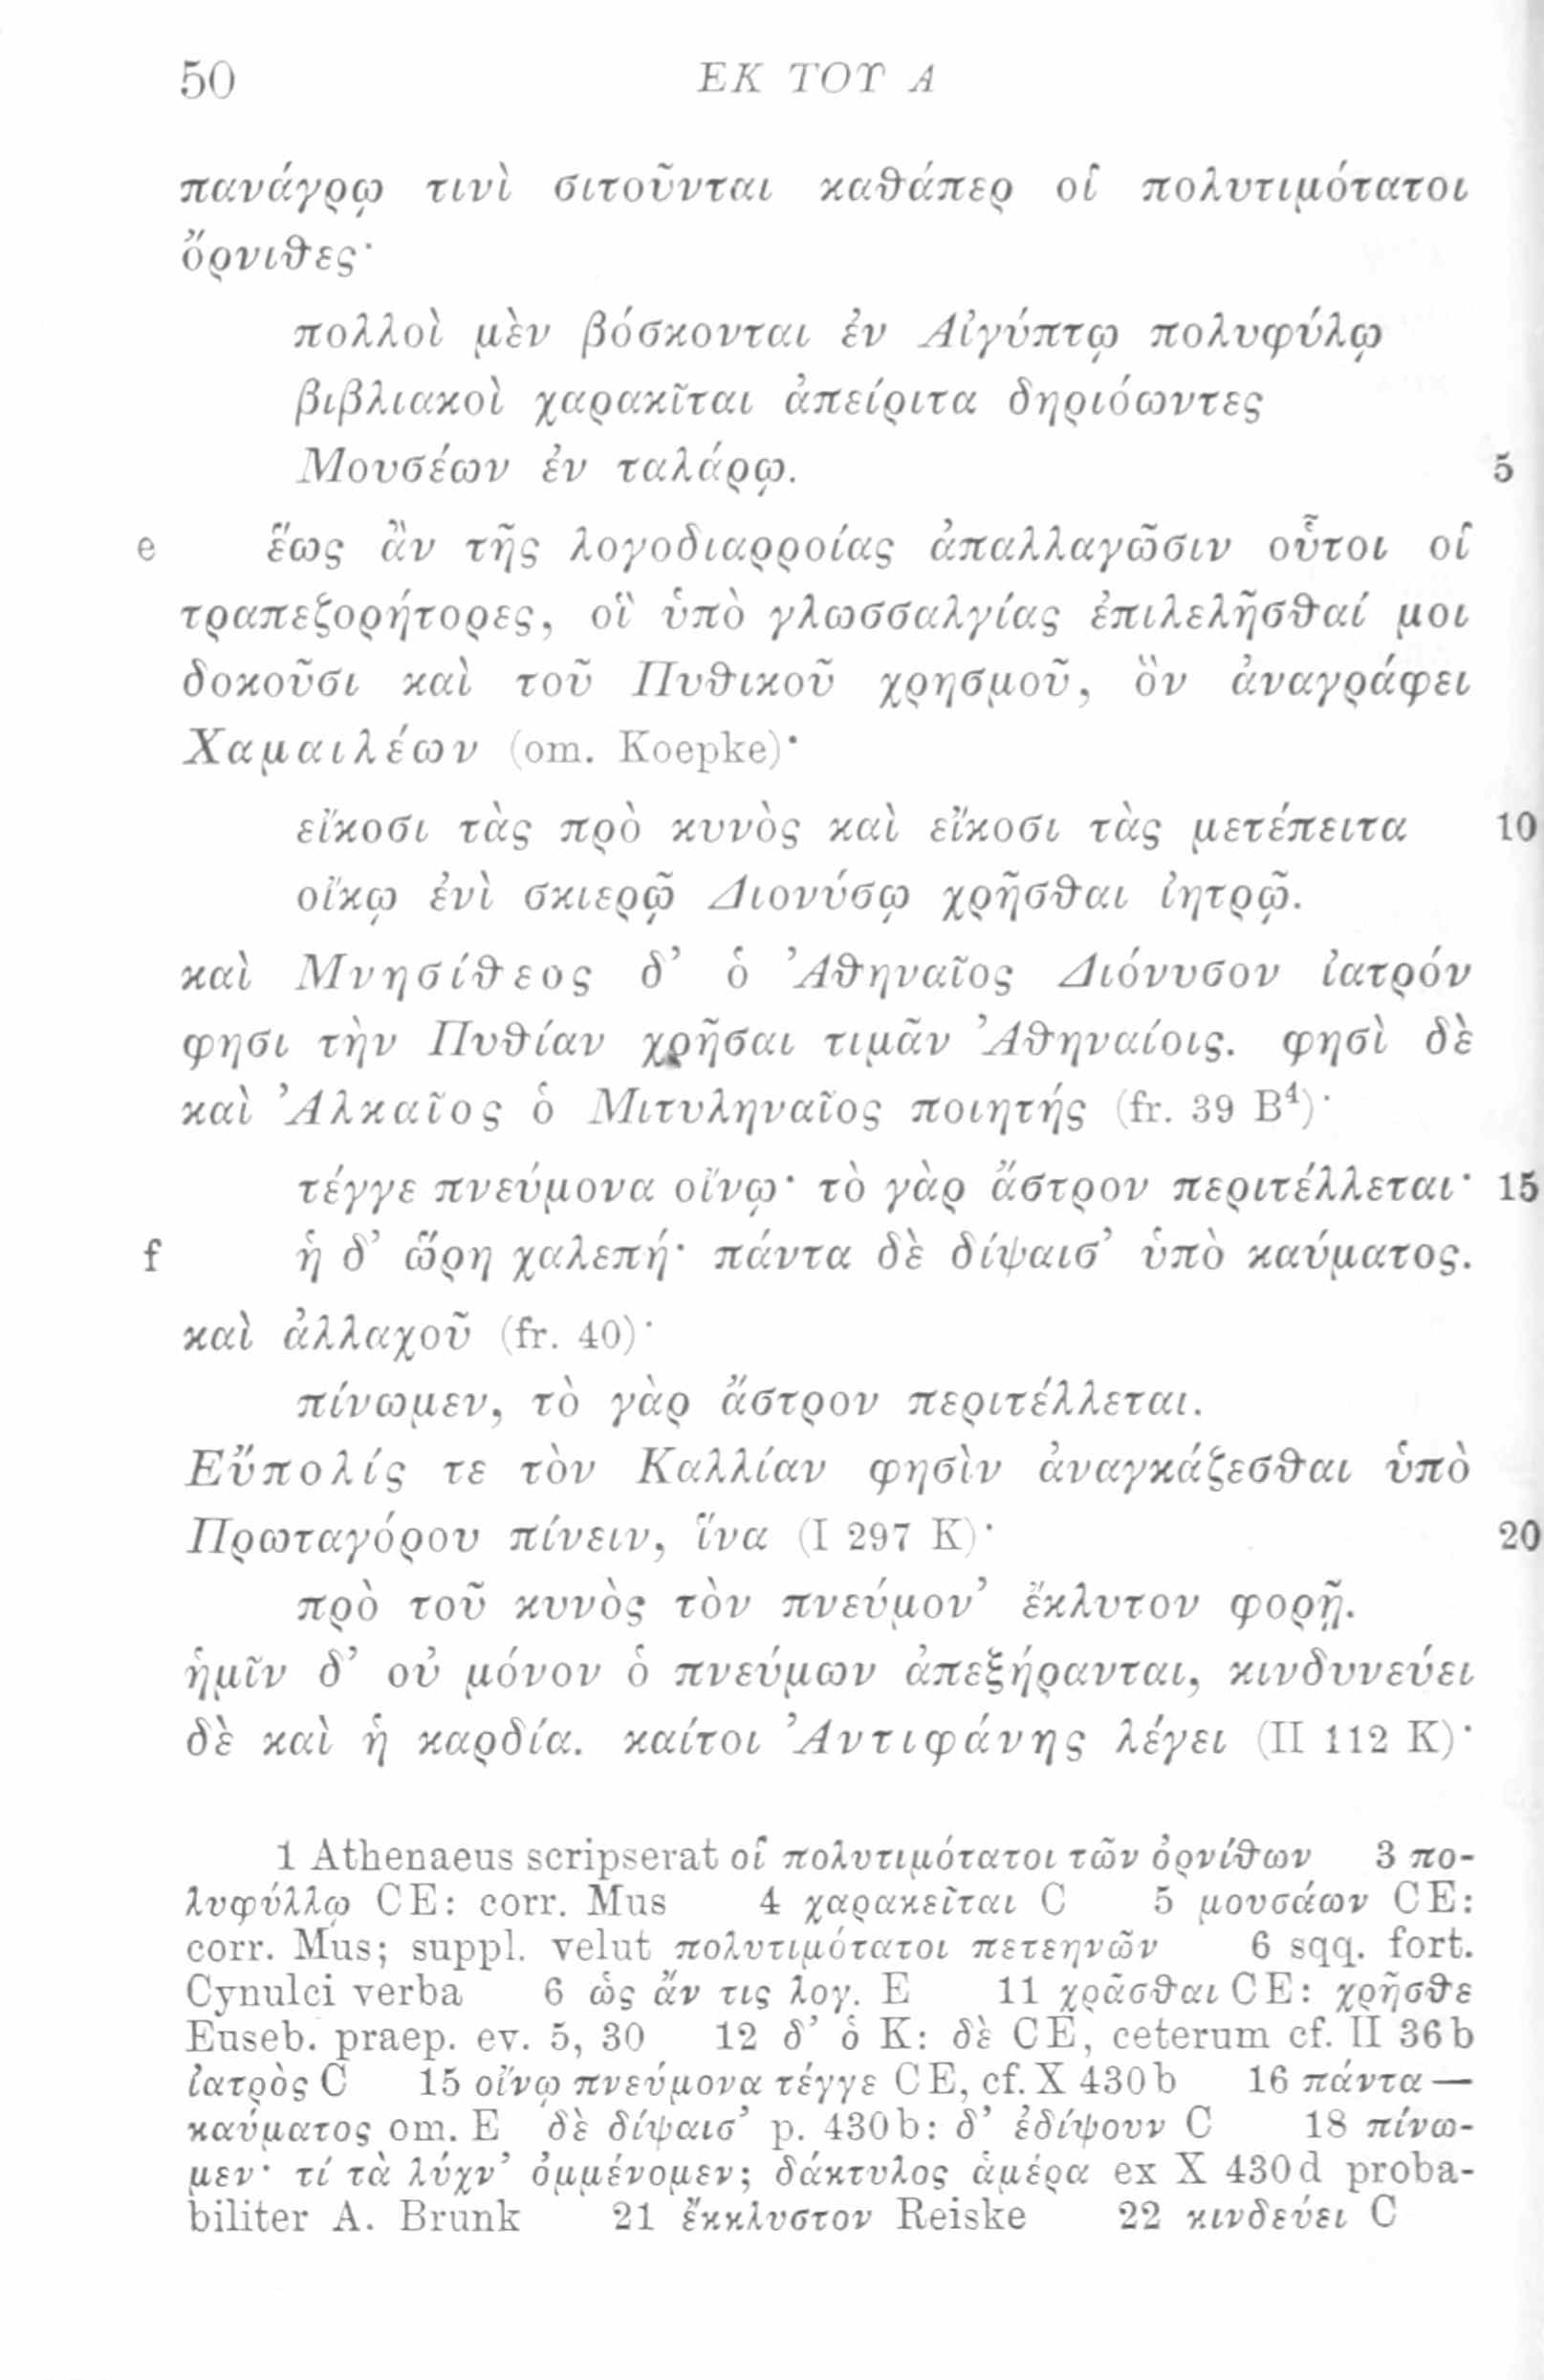 50 ΕΚ ΤΟΥ Α
πανάγρῳ τινὶ σιτοῦνται καθάπερ οἱ πολυτιμότατοι
ὄρνιθες·
πολλοὶ μὲν βόσκονται ἐν Αἰγύπτῳ πολυφύλῳ
βιβλιακοὶ χαρακῖται ἀπείριτα δηριόωντες
Μουσέων ἐν ταλάρῳ. 5
e ἕως ἂν τῆς λογοδιαρροίας ἀπαλλαγῶσιν οὗτοι οἱ
τραπεζορήτορες, οἳ ὑπὸ γλωσσαλγίας ἐπιλελῆσθαί μοι
δοκοῦσι καὶ τοῦ Πυθικοῦ χρησμοῦ, ὃν ἀναγράφει
Χαμαιλέων (om. Koepke)·
εἴκοσι τὰς πρὸ κυνὸς καὶ εἴκοσι τὰς μετέπειτα 10
οἴκῳ ἐνὶ σκιερῷ Διονύσῳ χρῆσθαι ἰητρῷ.
καὶ Μνησίθεος δ’ ὁ Ἀθηναῖος Διόνυσον ἰατρόν
φησι τὴν Πυθίαν χρῆσαι τιμᾶν Ἀθηναίοις. φησὶ δὲ
καὶ Ἀλκαῖος ὁ Μιτυληναῖος ποιητής (fr. 39 B⁴)·
τέγγε πνεύμονα οἴνῳ· τὸ γὰρ ἄστρον περιτέλλεται· 15
f ἡ δ’ ὥρη χαλεπή· πάντα δὲ δίψαισ’ ὑπὸ καύματος.
καὶ ἀλλαχοῦ (fr. 40)·
πίνωμεν, τὸ γὰρ ἄστρον περιτέλλεται.
Εὔπολίς τε τὸν Καλλίαν φησὶν ἀναγκάζεσθαι ὑπὸ
Πρωταγόρου πίνειν, ἵνα (I 297 K)· 20
πρὸ τοῦ κυνὸς τὸν πνεύμον’ ἔκλυτον φορῇ.
ἡμῖν δ’ οὐ μόνον ὁ πνεύμων ἀπεξήρανται, κινδυνεύει
δὲ καὶ ἡ καρδία. καίτοι Ἀντιφάνης λέγει (II 112 K)·
1 Athenaeus scripserat οἱ πολυτιμότατοι τῶν ὀρνίθων 3 πο-
λυφύλλῳ CE: corr. Mus 4 χαρακεῖται C 5 μουσάων CE:
corr. Mus; suppl. velut πολυτιμότατοι πετεηνῶν 6 sqq. fort.
Cynulci verba 6 ὡς ἄν τις λογ. E 11 χρᾶσθαι CE: χρῆσθε
Euseb. praep. ev. 5, 30 12 δ’ ὁ K: δὲ CE, ceterum cf. II 36 b
ἰατρὸς C 15 οἴνῳ πνεύμονα τέγγε CE, cf. X 430 b 16 πάντα —
καύματος om. E δὲ δίψαισ’ p. 430 b: δ’ ἐδίψουν C 18 πίνω-
μεν· τί τὰ λύχν’ ὀμμένομεν; δάκτυλος ἀμέρα ex X 430 d proba-
biliter A. Brunk 21 ἔκκλυστον Reiske 22 κινδεύει C